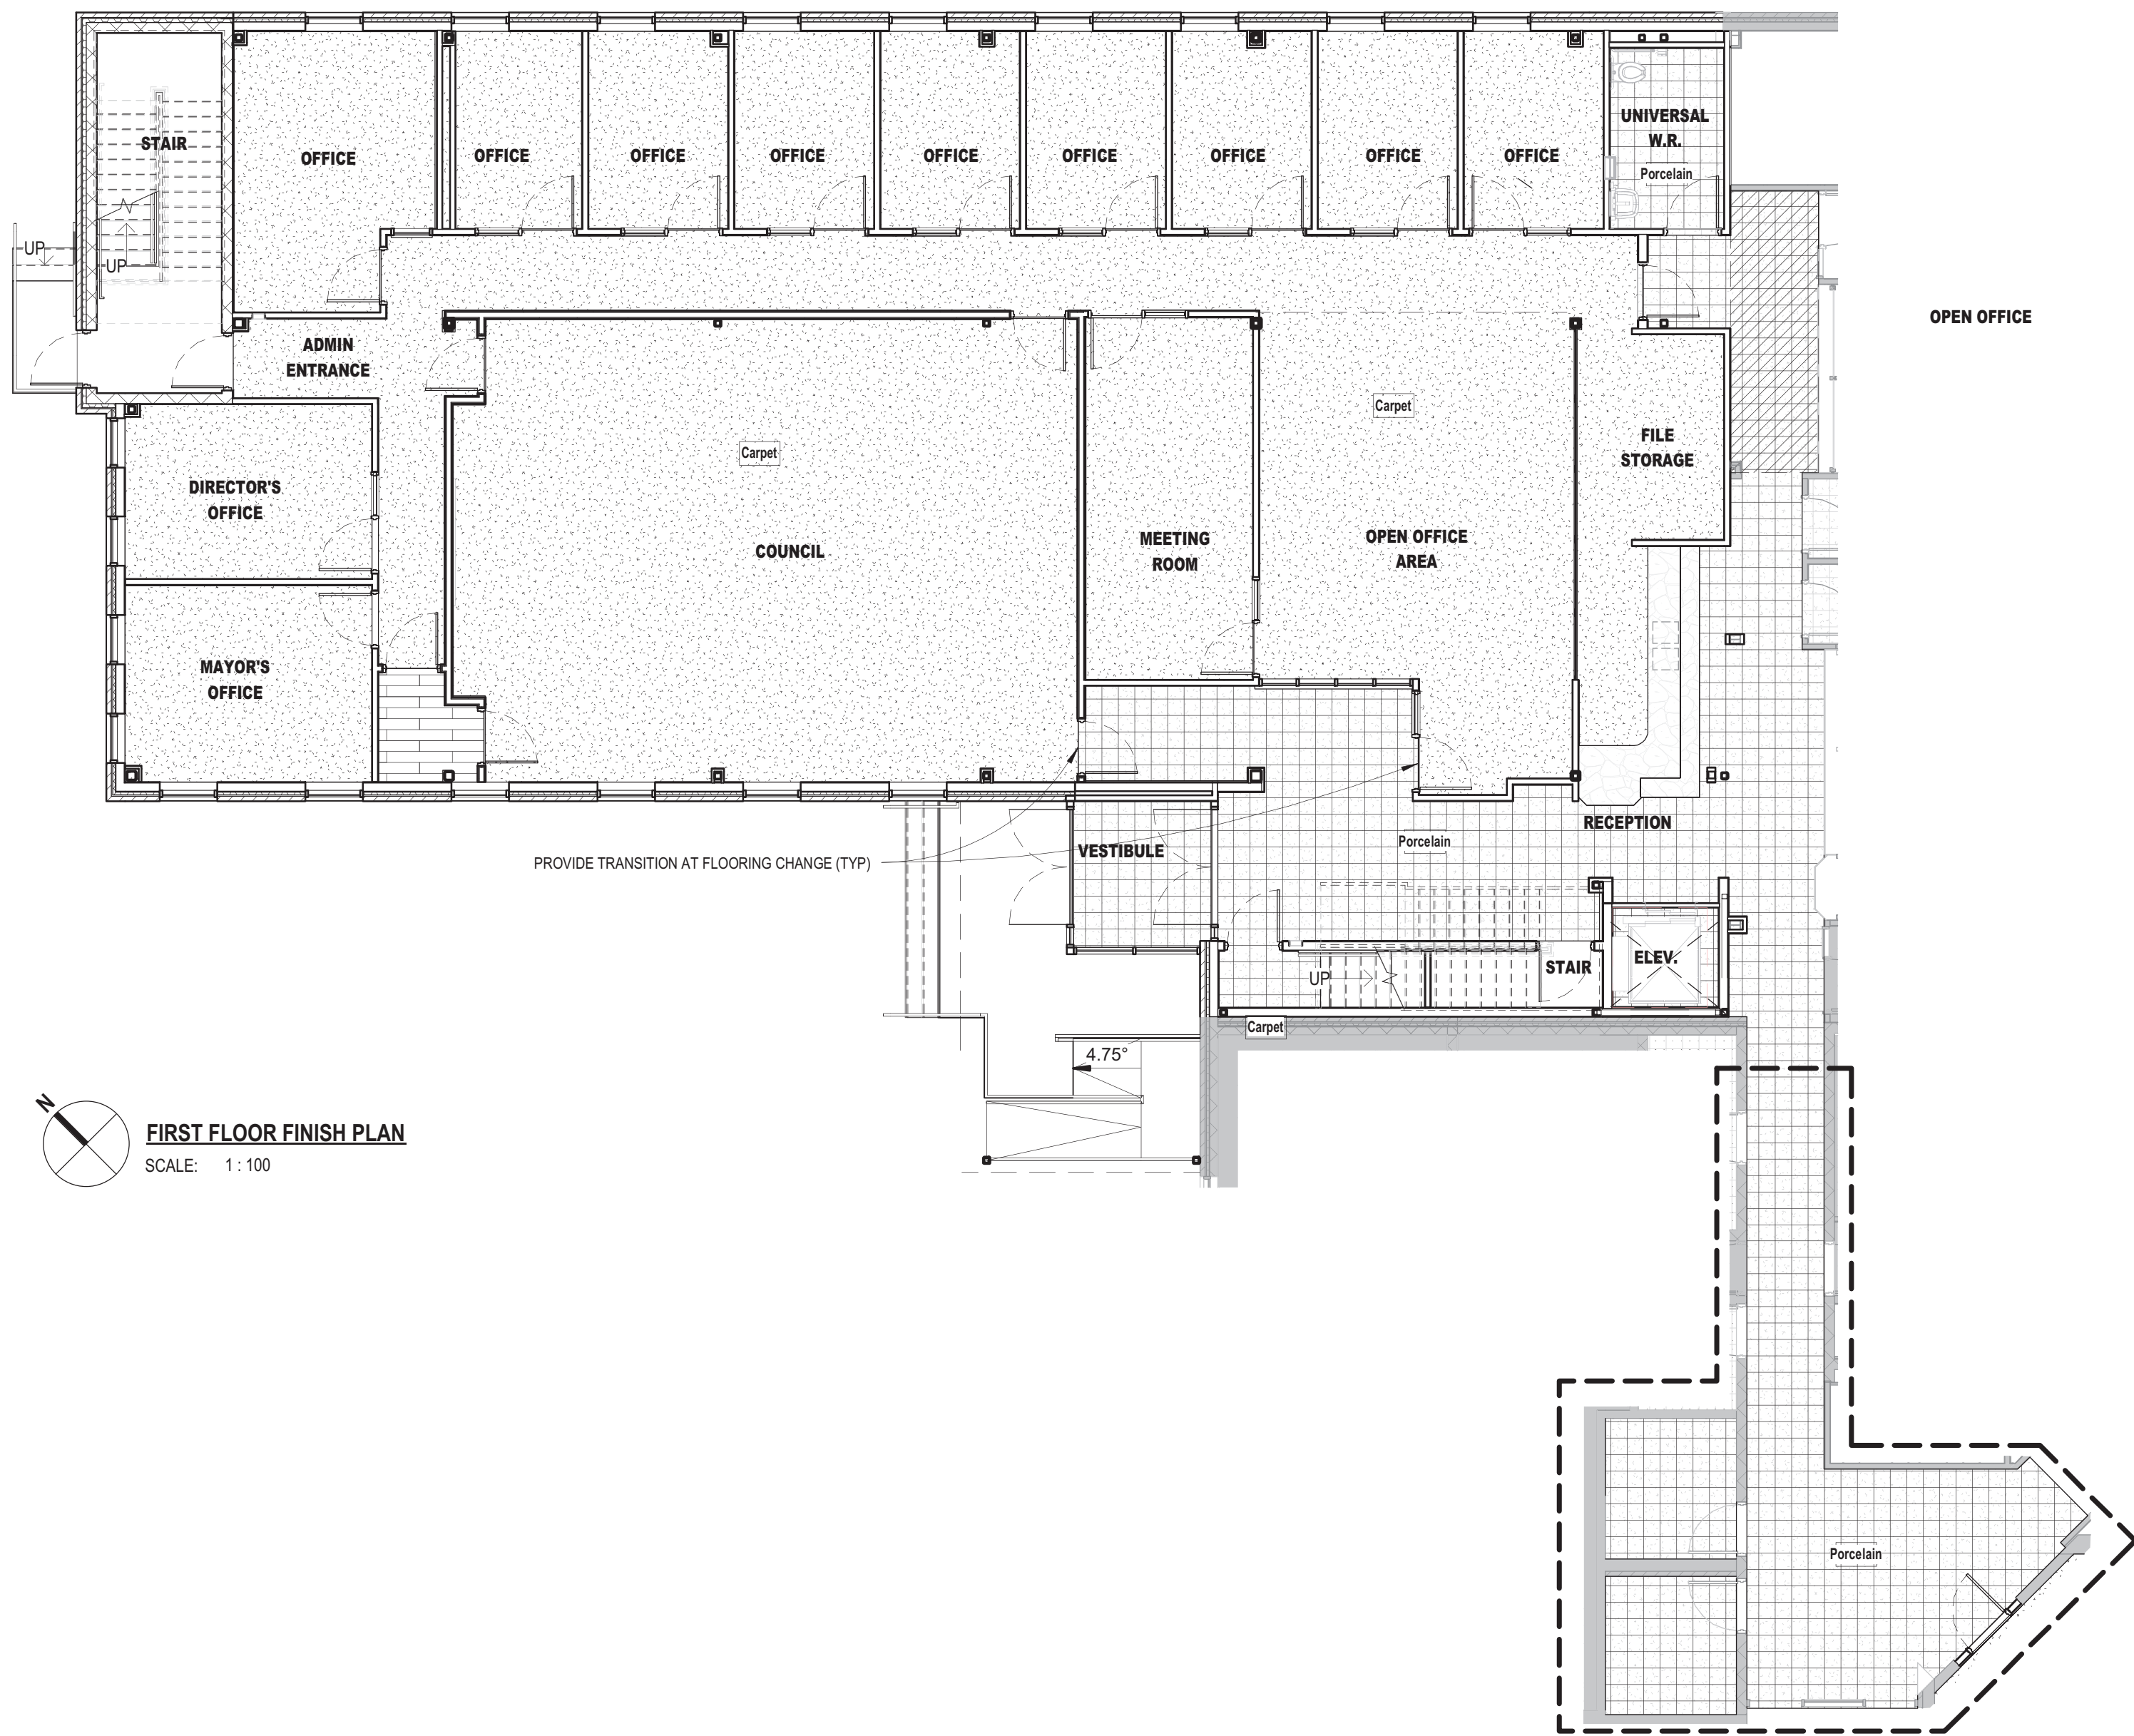 STAIR
OFFICE
OFFICE
OFFICE
OFFICE
OFFICE
OFFICE
OFFICE
OFFICE
OFFICE
UNIVERSAL
W.R.
Porcelain
UP
UP
OPEN OFFICE
ADMIN
ENTRANCE
Carpet
Carpet
FILE
STORAGE
DIRECTOR'S
OFFICE
COUNCIL
MEETING
ROOM
OPEN OFFICE
AREA
MAYOR'S
OFFICE
RECEPTION
Porcelain
VESTIBULE
PROVIDE TRANSITION AT FLOORING CHANGE (TYP)
UP
STAIR
ELEV.
Carpet
4.75°
N
FIRST FLOOR FINISH PLAN
SCALE: 1 : 100
Porcelain